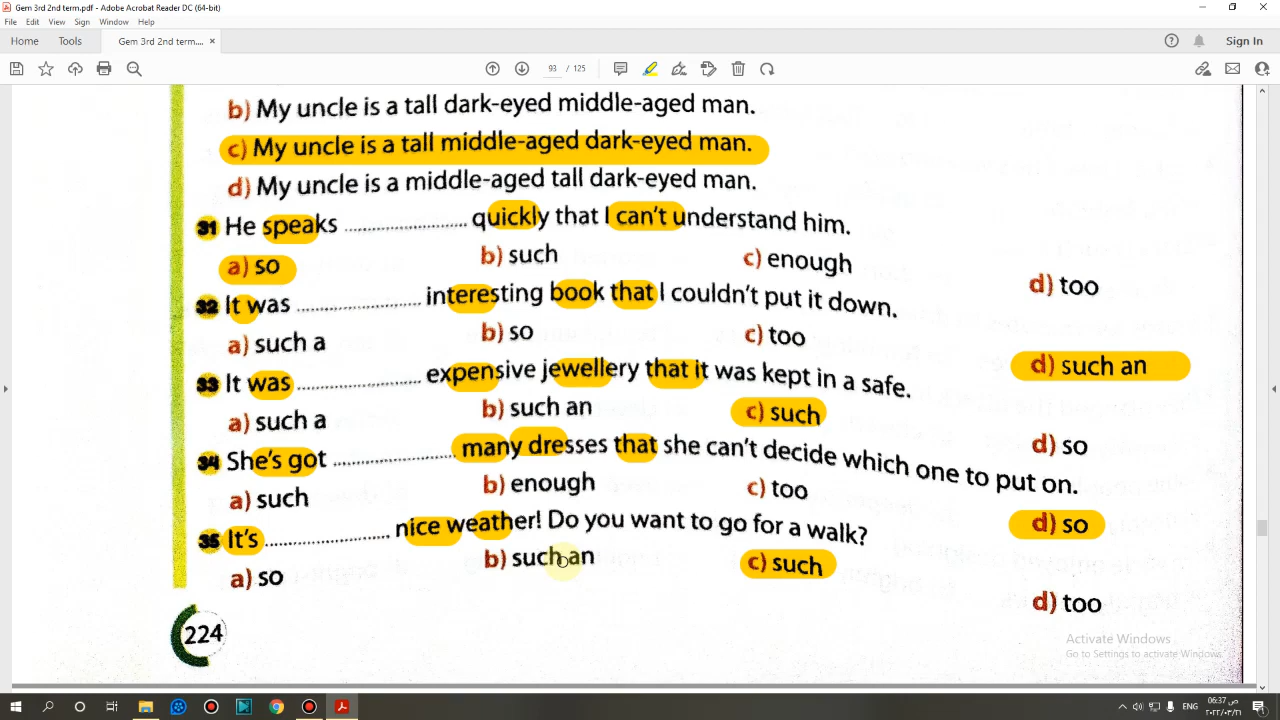 Gem 3rd 2nd term.pdf - Adobe Acrobat Reader DC (64-bit)
File Edit View Sign Window Help
Home Tools Gem 3rd 2nd term.... × Sign In
93 / 125
b) My uncle is a tall dark-eyed middle-aged man.
c) My uncle is a tall middle-aged dark-eyed man.
d) My uncle is a middle-aged tall dark-eyed man.
31 He speaks .......................... quickly that I can't understand him.
a) so b) such c) enough d) too
32 It was .......................... interesting book that I couldn't put it down.
a) such a b) so c) too d) such an
33 It was .......................... expensive jewellery that it was kept in a safe.
a) such a b) such an c) such d) so
34 She's got .......................... many dresses that she can't decide which one to put on.
a) such b) enough c) too d) so
35 It's .......................... nice weather! Do you want to go for a walk?
a) so b) such an c) such d) too
224
Activate Windows
Go to Settings to activate Windows.
ENG
06:37 ص
٢٠٢٢/٠٣/٣١